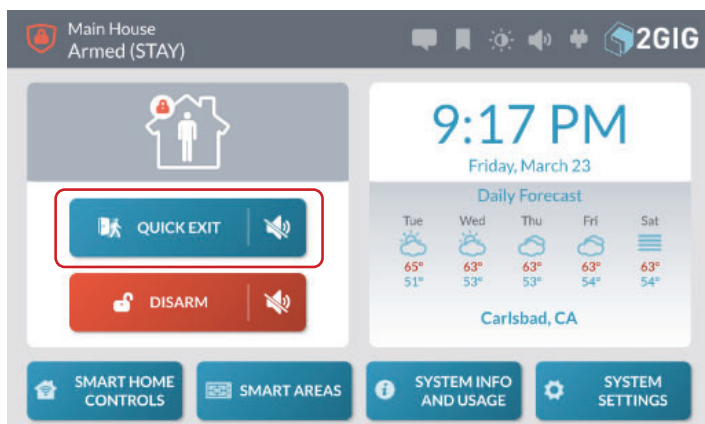 Main House
Armed (STAY)
2GIG
QUICK EXIT
DISARM
9:17 PM
Friday, March 23
Daily Forecast
Tue Wed Thu Fri Sat
65° 63° 63° 63° 63°
51° 53° 53° 54° 54°
Carlsbad, CA
SMART HOME
CONTROLS
SMART AREAS
SYSTEM INFO
AND USAGE
SYSTEM
SETTINGS